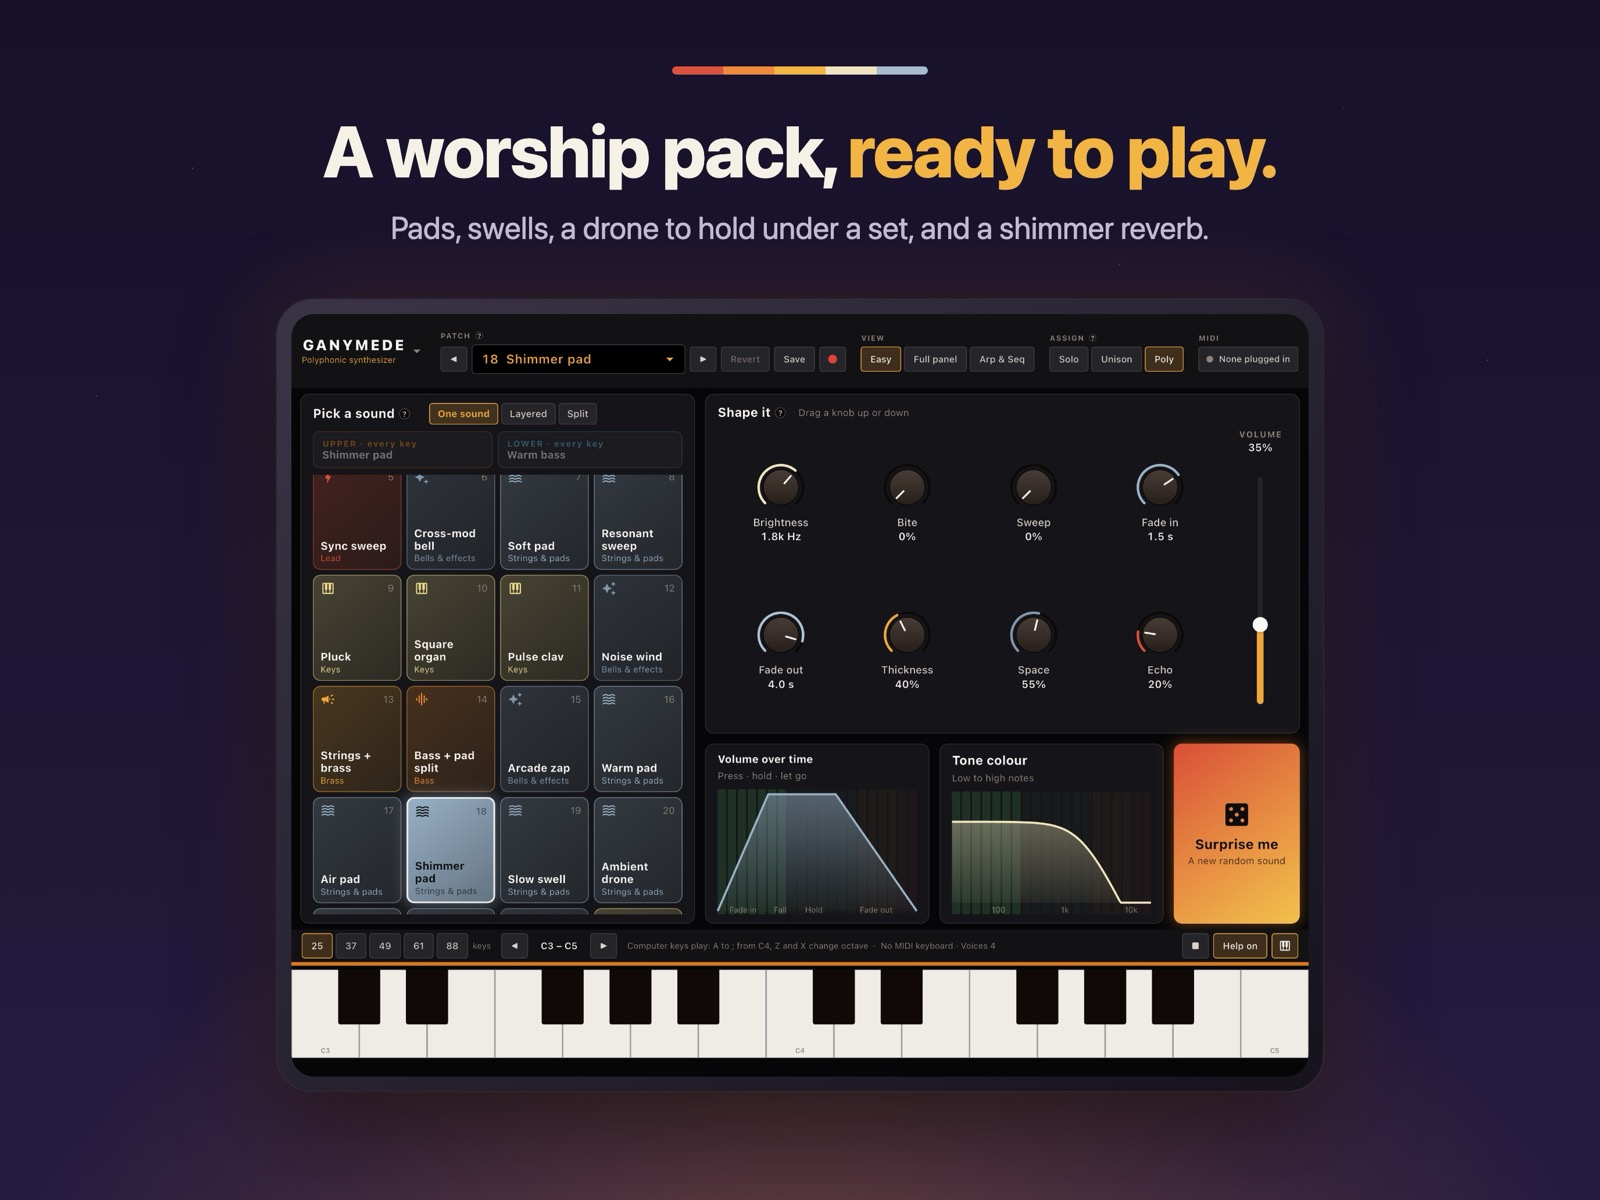 A worship pack, ready to play.
Pads, swells, a drone to hold under a set, and a shimmer reverb.
GANYMEDE
Polyphonic synthesizer
PATCH ?
18 Shimmer pad
Revert
Save
VIEW
Easy
Full panel
Arp & Seq
ASSIGN ?
Solo
Unison
Poly
MIDI
None plugged in
Pick a sound ?
One sound
Layered
Split
UPPER · every key
Shimmer pad
LOWER · every key
Warm bass
5
Sync sweep
Lead
6
Cross-mod
bell
Bells & effects
7
Soft pad
Strings & pads
8
Resonant
sweep
Strings & pads
9
Pluck
Keys
10
Square
organ
Keys
11
Pulse clav
Keys
12
Noise wind
Bells & effects
13
Strings +
brass
Brass
14
Bass + pad
split
Bass
15
Arcade zap
Bells & effects
16
Warm pad
Strings & pads
17
Air pad
Strings & pads
18
Shimmer
pad
Strings & pads
19
Slow swell
Strings & pads
20
Ambient
drone
Strings & pads
Shape it ?
Drag a knob up or down
VOLUME
35%
Brightness
1.8k Hz
Bite
0%
Sweep
0%
Fade in
1.5 s
Fade out
4.0 s
Thickness
40%
Space
55%
Echo
20%
Volume over time
Press · hold · let go
Fade in
Fall
Hold
Fade out
Tone colour
Low to high notes
100
1k
10k
Surprise me
A new random sound
25
37
49
61
88
keys
C3 – C5
Computer keys play: A to ; from C4, Z and X change octave · No MIDI keyboard · Voices 4
Help on
C3
C4
C5